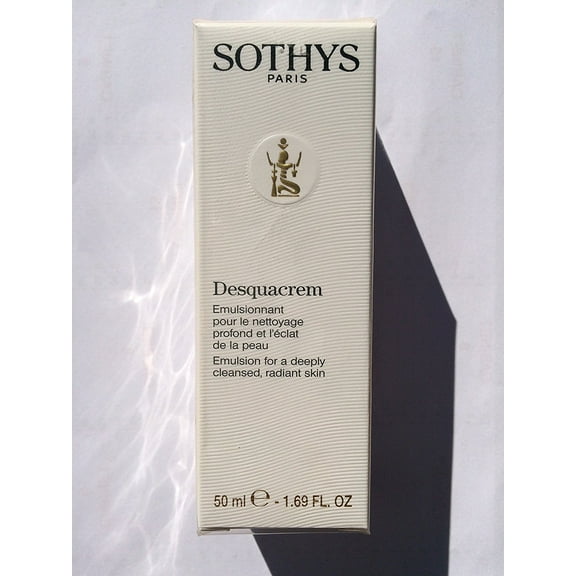 SOTHYS
PARIS
Desquacrem
Emulsionnant
pour le nettoyage
profond et l'éclat
de la peau
Emulsion for a deeply
cleansed, radiant skin
50 ml ℮ - 1.69 FL. OZ